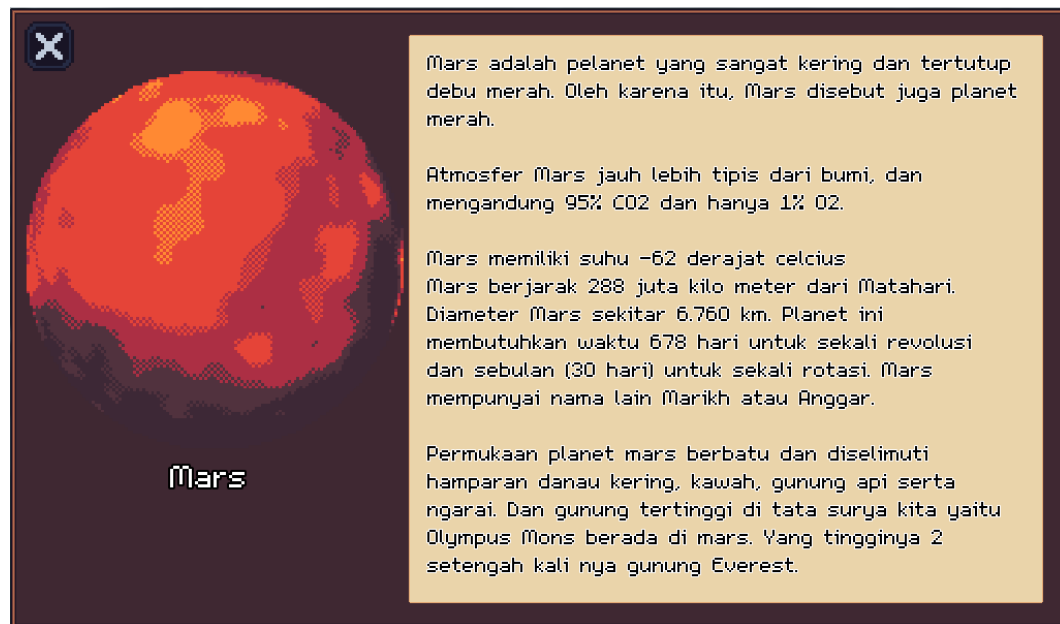 Mars adalah pelanet yang sangat kering dan tertutup
debu merah. Oleh karena itu, Mars disebut juga planet
merah.
Atmosfer Mars jauh lebih tipis dari bumi, dan
mengandung 95% CO2 dan hanya 1% O2.
Mars memiliki suhu -62 derajat celcius
Mars berjarak 288 juta kilo meter dari Matahari.
Diameter Mars sekitar 6.760 km. Planet ini
membutuhkan waktu 678 hari untuk sekali revolusi
dan sebulan (30 hari) untuk sekali rotasi. Mars
mempunyai nama lain Marikh atau Anggar.
Permukaan planet mars berbatu dan diselimuti
hamparan danau kering, kawah, gunung api serta
ngarai. Dan gunung tertinggi di tata surya kita yaitu
Olympus Mons berada di mars. Yang tingginya 2
setengah kali nya gunung Everest.
Mars